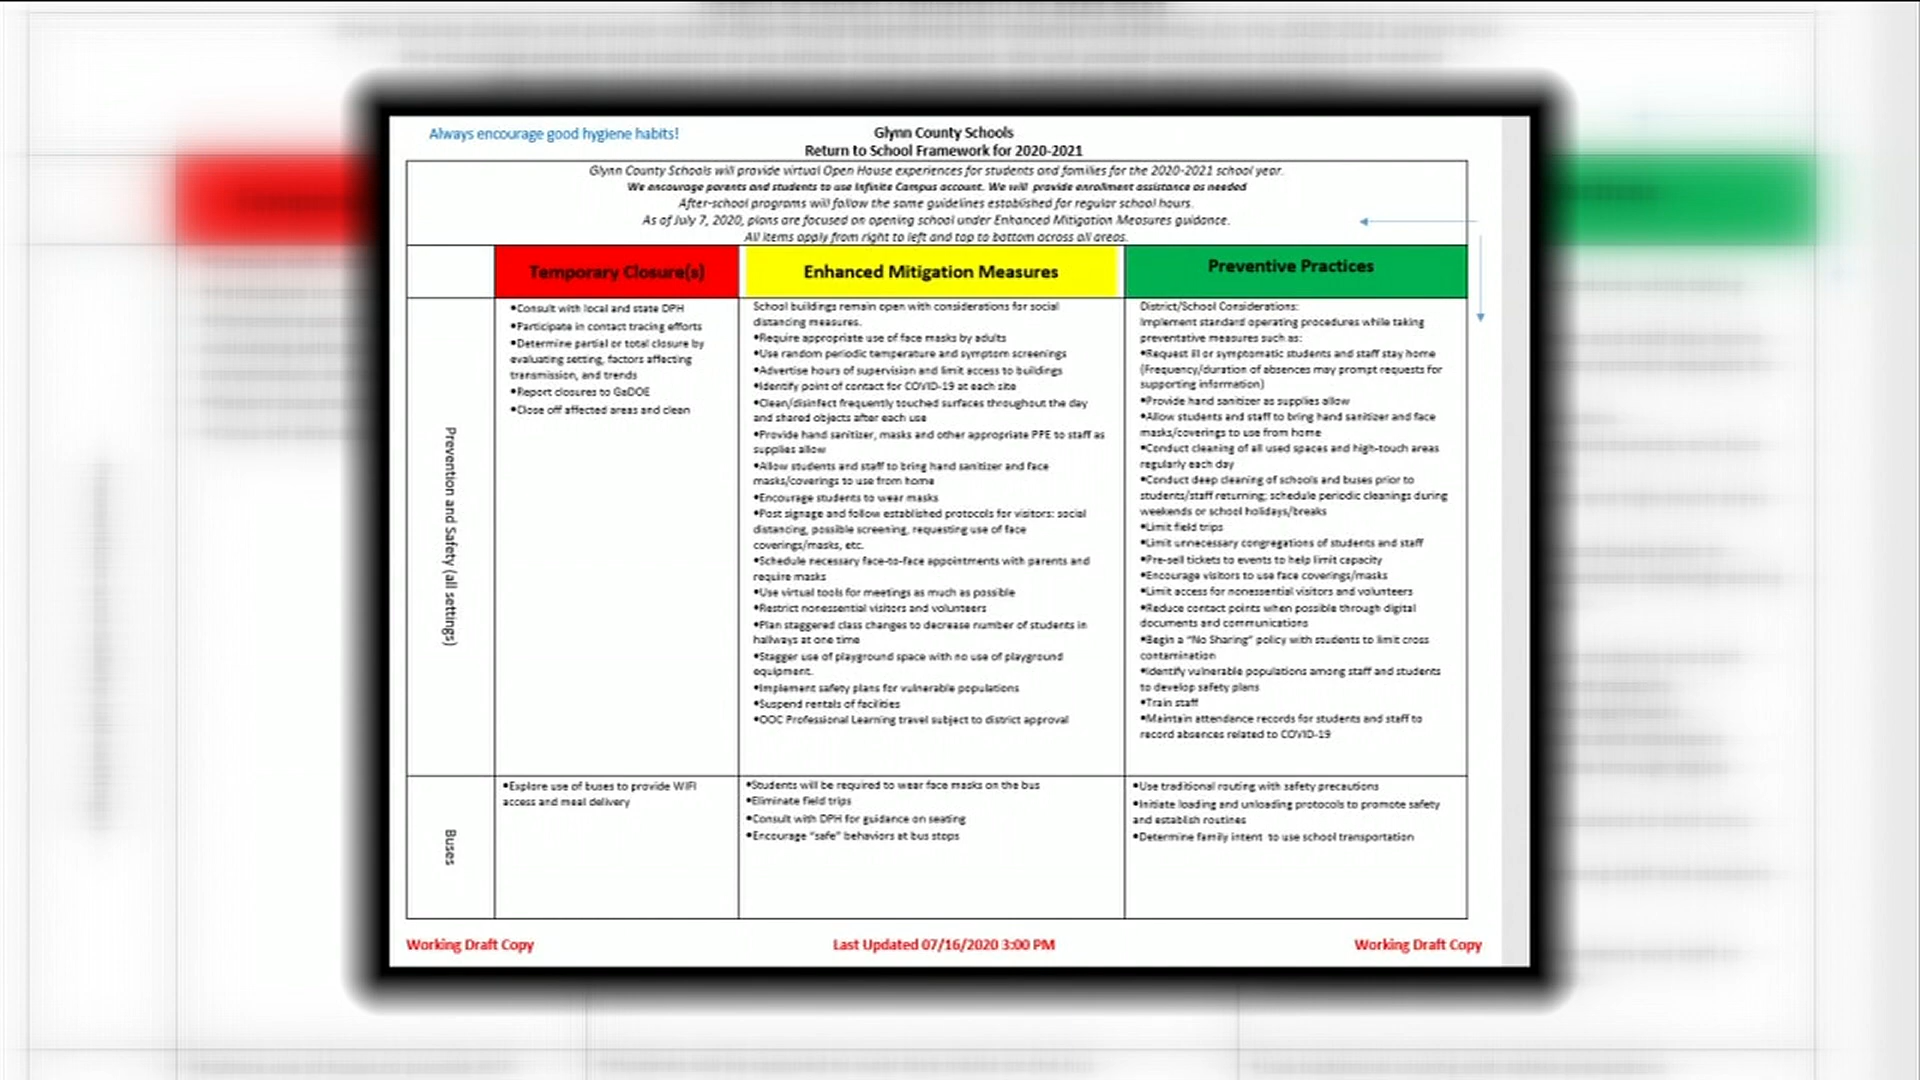 Always encourage good hygiene habits!
Glynn County Schools
Return to School Framework for 2020-2021
Glynn County Schools will provide virtual Open House experiences for students and families for the 2020-2021 school year.
We encourage parents and students to use Infinite Campus account. We will provide enrollment assistance as needed
After-school programs will follow the same guidelines established for regular school hours.
As of July 7, 2020, plans are focused on opening school under Enhanced Mitigation Measures guidance.
All items apply from right to left and top to bottom across all areas.
Temporary Closure(s)
Enhanced Mitigation Measures
Preventive Practices
Prevention and Safety (all settings)
•Consult with local and state DPH
•Participate in contact tracing efforts
•Determine partial or total closure by
evaluating setting, factors affecting
transmission, and trends
•Report closures to GaDOE
•Close off affected areas and clean
School buildings remain open with considerations for social
distancing measures.
•Require appropriate use of face masks by adults
•Use random periodic temperature and symptom screenings
•Advertise hours of supervision and limit access to buildings
•Identify point of contact for COVID-19 at each site
•Clean/disinfect frequently touched surfaces throughout the day
and shared objects after each use
•Provide hand sanitizer, masks and other appropriate PPE to staff as
supplies allow
•Allow students and staff to bring hand sanitizer and face
masks/coverings to use from home
•Encourage students to wear masks
•Post signage and follow established protocols for visitors: social
distancing, possible screening, requesting use of face
coverings/masks, etc.
•Schedule necessary face-to-face appointments with parents and
require masks
•Use virtual tools for meetings as much as possible
•Restrict nonessential visitors and volunteers
•Plan staggered class changes to decrease number of students in
hallways at one time
•Stagger use of playground space with no use of playground
equipment.
•Implement safety plans for vulnerable populations
•Suspend rentals of facilities
•OOC Professional Learning travel subject to district approval
District/School Considerations:
Implement standard operating procedures while taking
preventative measures such as:
•Request ill or symptomatic students and staff stay home
(Frequency/duration of absences may prompt requests for
supporting information)
•Provide hand sanitizer as supplies allow
•Allow students and staff to bring hand sanitizer and face
masks/coverings to use from home
•Conduct cleaning of all used spaces and high-touch areas
regularly each day
•Conduct deep cleaning of schools and buses prior to
students/staff returning; schedule periodic cleanings during
weekends or school holidays/breaks
•Limit field trips
•Limit unnecessary congregations of students and staff
•Pre-sell tickets to events to help limit capacity
•Encourage visitors to use face coverings/masks
•Limit access for nonessential visitors and volunteers
•Reduce contact points when possible through digital
documents and communications
•Begin a "No Sharing" policy with students to limit cross
contamination
•Identify vulnerable populations among staff and students
to develop safety plans
•Train staff
•Maintain attendance records for students and staff to
record absences related to COVID-19
Buses
•Explore use of buses to provide WIFI
access and meal delivery
•Students will be required to wear face masks on the bus
•Eliminate field trips
•Consult with DPH for guidance on seating
•Encourage "safe" behaviors at bus stops
•Use traditional routing with safety precautions
•Initiate loading and unloading protocols to promote safety
and establish routines
•Determine family intent to use school transportation
Working Draft Copy
Last Updated 07/16/2020 3:00 PM
Working Draft Copy